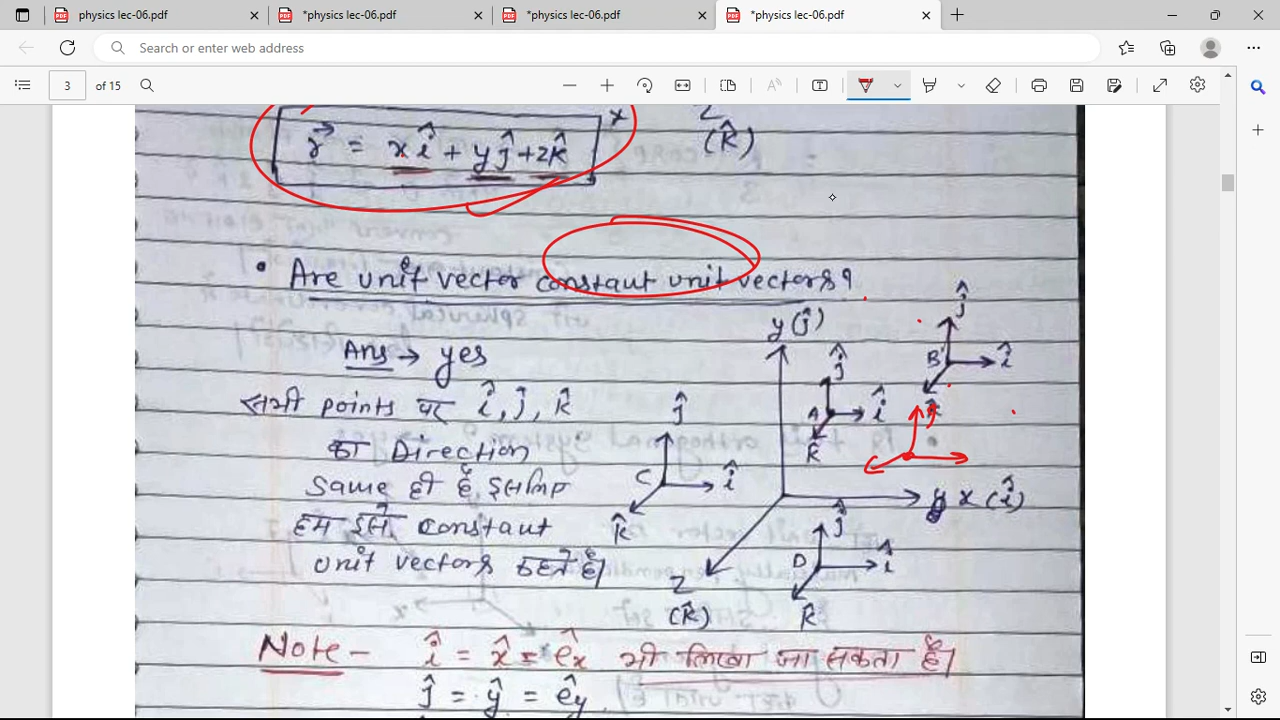 physics lec-06.pdf
*physics lec-06.pdf
*physics lec-06.pdf
*physics lec-06.pdf
Search or enter web address
3 of 15
r⃗ = xî + yĵ + zk̂
x
z
(k̂)
• Are unit vector constant unit vectors?
Ans → yes
सभी points पर î, ĵ, k̂
का Direction
same ही है, इसलिए
हम इसे constant
unit vectors कहते हैं।
y(ĵ)
ĵ
A
î
k̂
ĵ
B
î
k̂
ĵ
C
î
k̂
x (î)
ĵ
D
î
k̂
z
(k̂)
Note - î = x̂ = êx भी लिखा जा सकता है।
ĵ = ŷ = êy